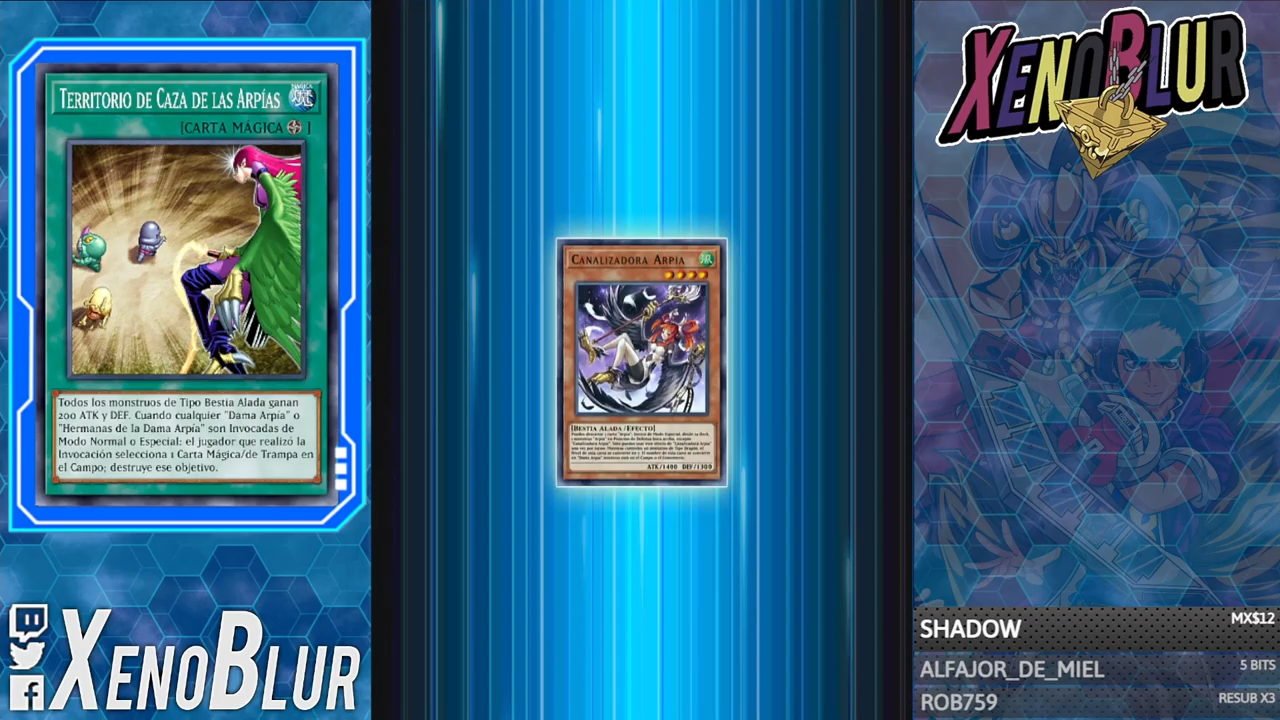 TERRITORIO DE CAZA DE LAS ARPÍAS
[CARTA MÁGICA ]
Todos los monstruos de Tipo Bestia Alada ganan
200 ATK y DEF. Cuando cualquier "Dama Arpía" o
"Hermanas de la Dama Arpía" son Invocadas de
Modo Normal o Especial: el jugador que realizó la
Invocación selecciona 1 Carta Mágica/de Trampa en
el Campo; destruye ese objetivo.
XENOBLUR
CANALIZADORA ARPÍA
[BESTIA ALADA/EFECTO]
ATK/1400 DEF/1300
XENOBLUR
SHADOW MX$12
ALFAJOR_DE_MIEL 5 BITS
ROB759 RESUB X3